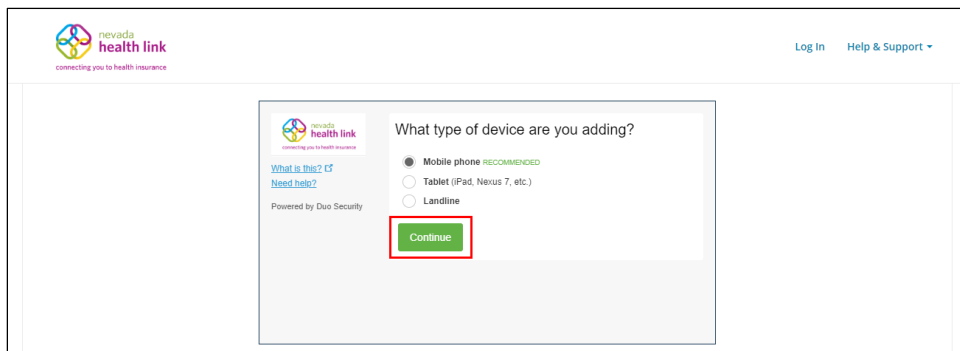 nevada
health link
connecting you to health insurance
Log In Help & Support
nevada
health link
connecting you to health insurance
What is this?
Need help?
Powered by Duo Security
What type of device are you adding?
Mobile phone RECOMMENDED
Tablet (iPad, Nexus 7, etc.)
Landline
Continue